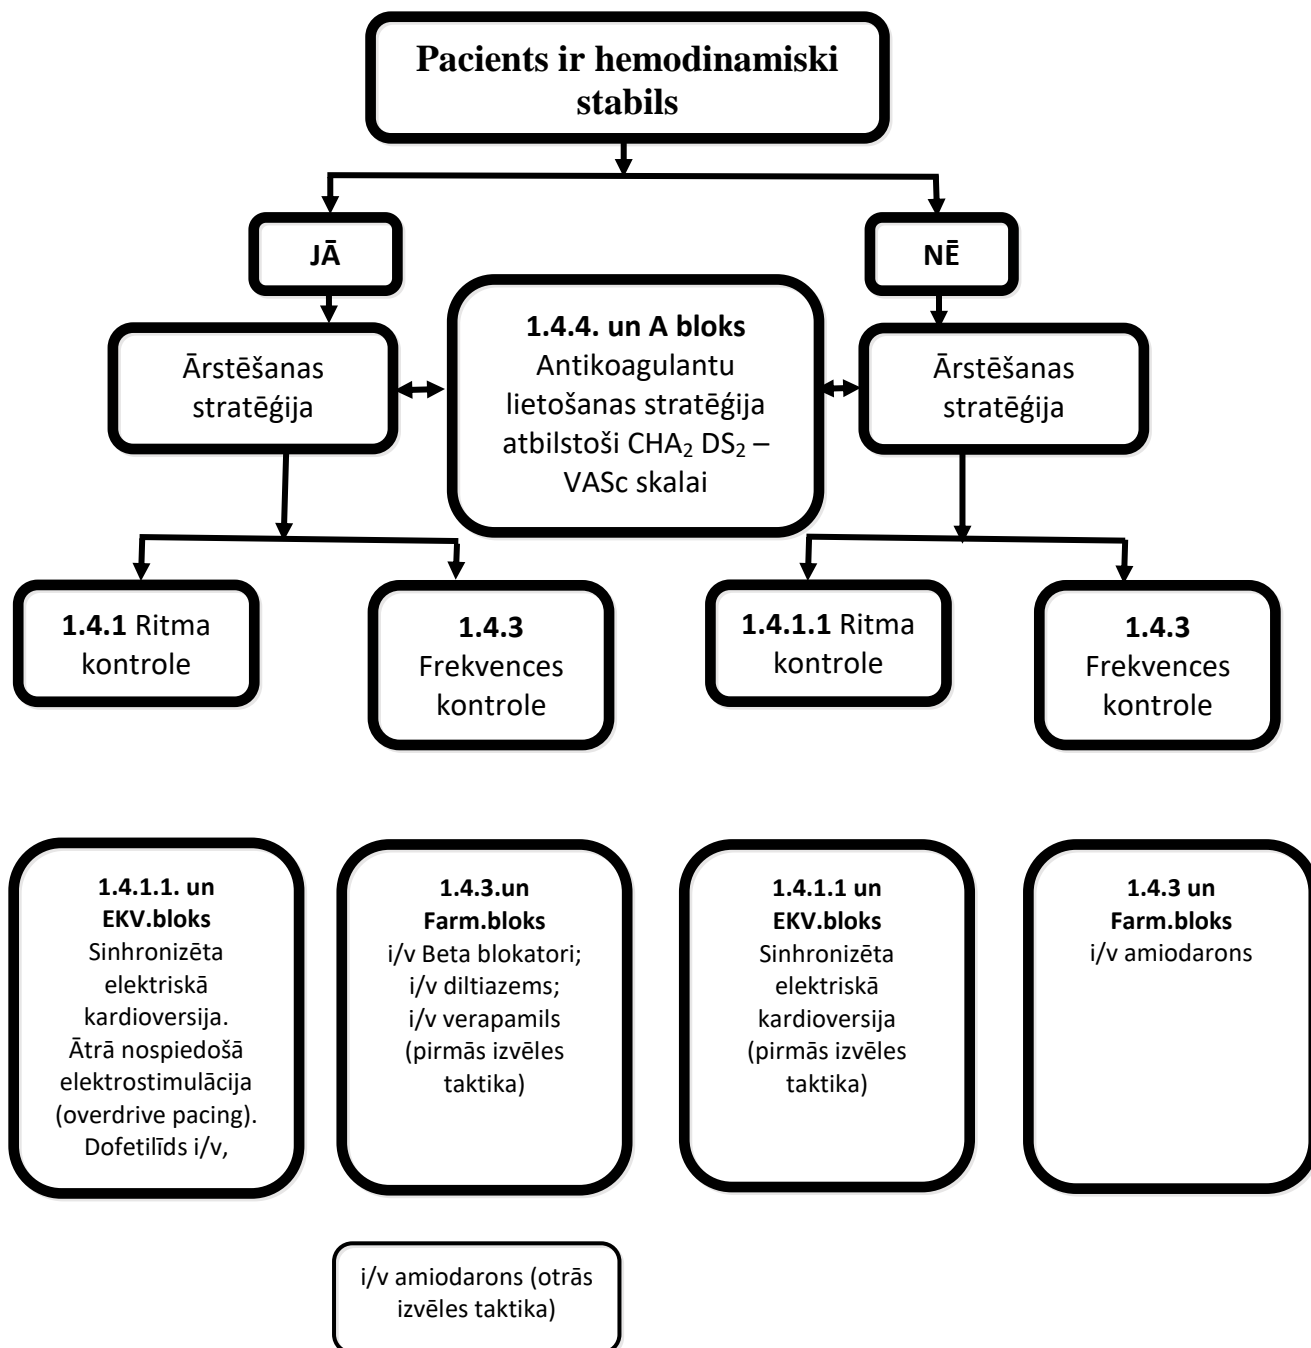 Pacients ir hemodinamiski
stabils
JĀ
NĒ
Ārstēšanas
stratēģija
1.4.4. un A bloks
Antikoagulantu
lietošanas stratēģija
atbilstoši CHA₂ DS₂ –
VASc skalai
Ārstēšanas
stratēģija
1.4.1 Ritma
kontrole
1.4.3
Frekvences
kontrole
1.4.1.1 Ritma
kontrole
1.4.3
Frekvences
kontrole
1.4.1.1. un
EKV.bloks
Sinhronizēta
elektriskā
kardioversija.
Ātrā nospiedošā
elektrostimulācija
(overdrive pacing).
Dofetilīds i/v,
1.4.3.un
Farm.bloks
i/v Beta blokatori;
i/v diltiazems;
i/v verapamils
(pirmās izvēles
taktika)
1.4.1.1 un
EKV.bloks
Sinhronizēta
elektriskā
kardioversija
(pirmās izvēles
taktika)
1.4.3 un
Farm.bloks
i/v amiodarons
i/v amiodarons (otrās
izvēles taktika)